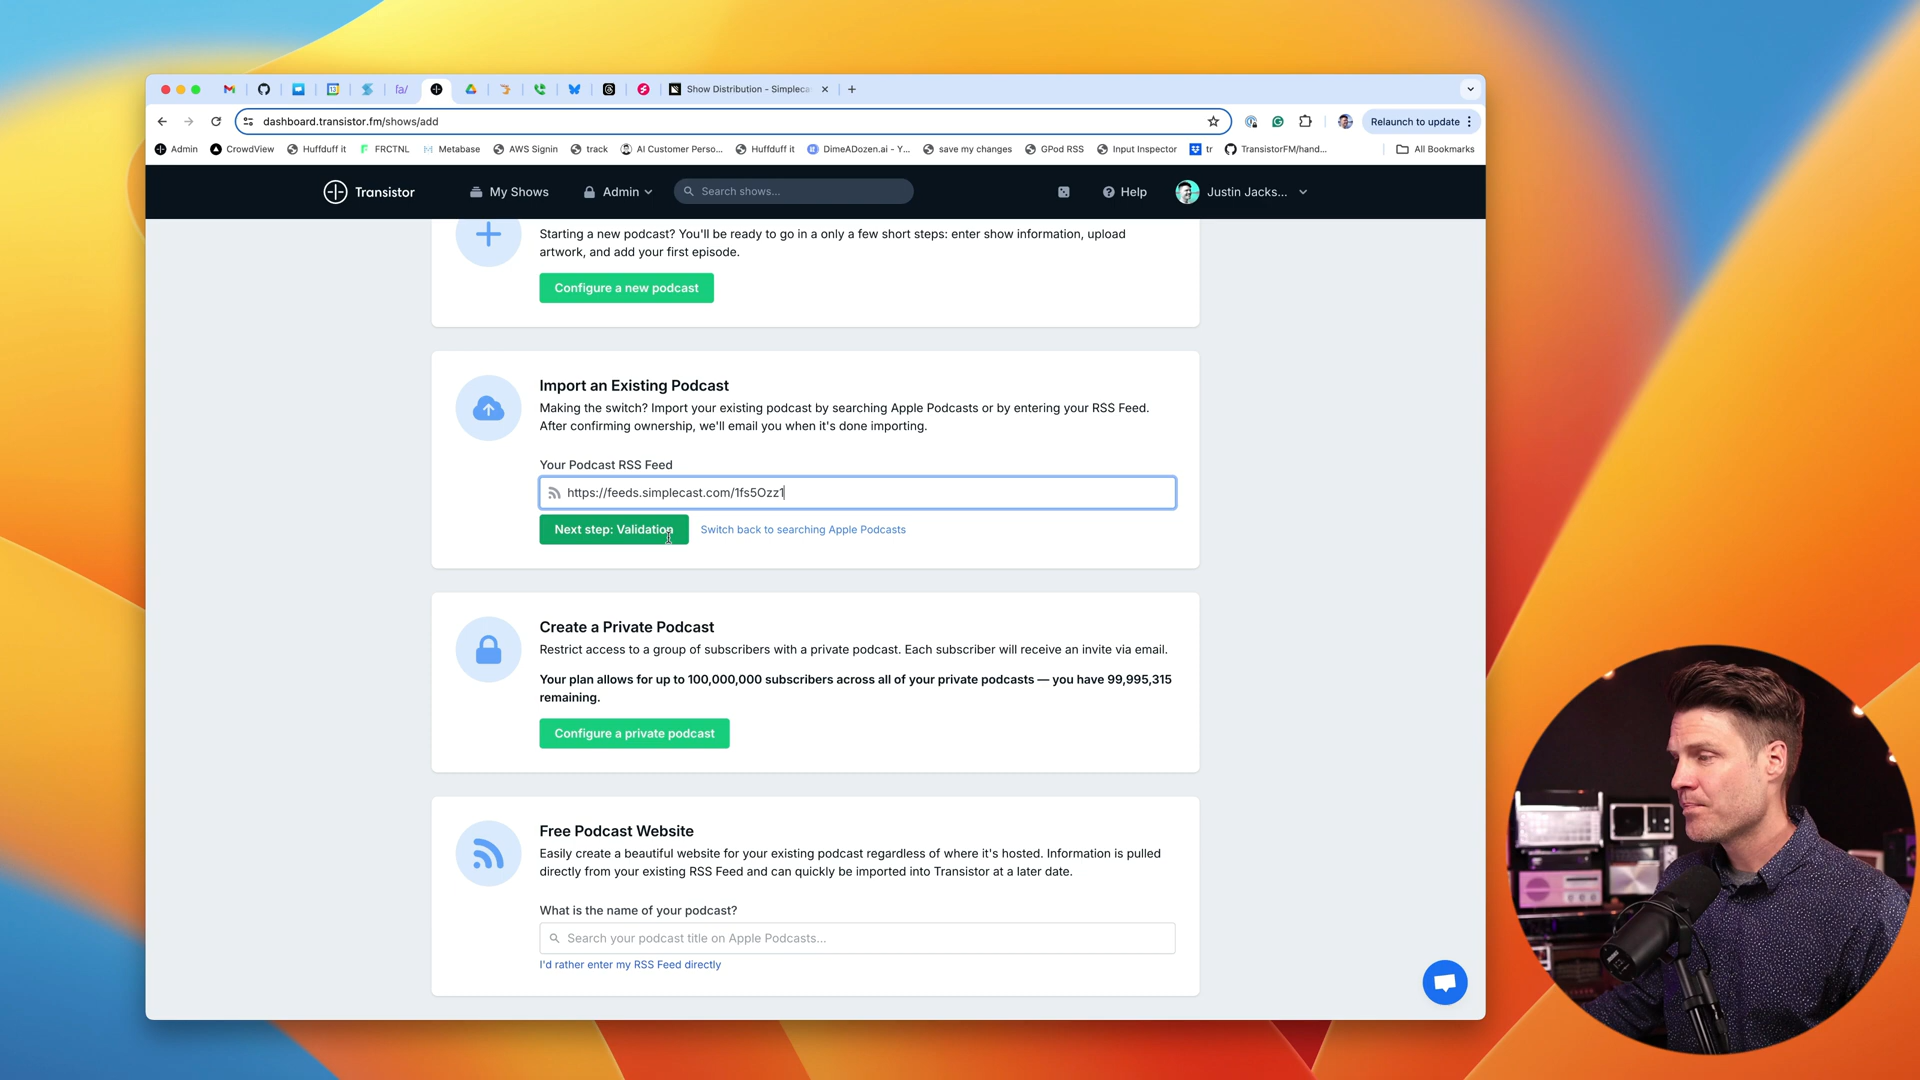 Show Distribution - Simpleca
dashboard.transistor.fm/shows/add
Relaunch to update
Admin
CrowdView
Huffduff it
FRCTNL
Metabase
AWS Signin
track
AI Customer Perso...
Huffduff it
DimeADozen.ai - Y...
save my changes
GPod RSS
Input Inspector
tr
TransistorFM/hand...
All Bookmarks
Transistor
My Shows
Admin
Search shows...
Help
Justin Jacks...
Starting a new podcast? You'll be ready to go in a only a few short steps: enter show information, upload
artwork, and add your first episode.
Configure a new podcast
Import an Existing Podcast
Making the switch? Import your existing podcast by searching Apple Podcasts or by entering your RSS Feed.
After confirming ownership, we'll email you when it's done importing.
Your Podcast RSS Feed
https://feeds.simplecast.com/1fs5Ozz1
Next step: Validation
Switch back to searching Apple Podcasts
Create a Private Podcast
Restrict access to a group of subscribers with a private podcast. Each subscriber will receive an invite via email.
Your plan allows for up to 100,000,000 subscribers across all of your private podcasts — you have 99,995,315
remaining.
Configure a private podcast
Free Podcast Website
Easily create a beautiful website for your existing podcast regardless of where it's hosted. Information is pulled
directly from your existing RSS Feed and can quickly be imported into Transistor at a later date.
What is the name of your podcast?
Search your podcast title on Apple Podcasts...
I'd rather enter my RSS Feed directly